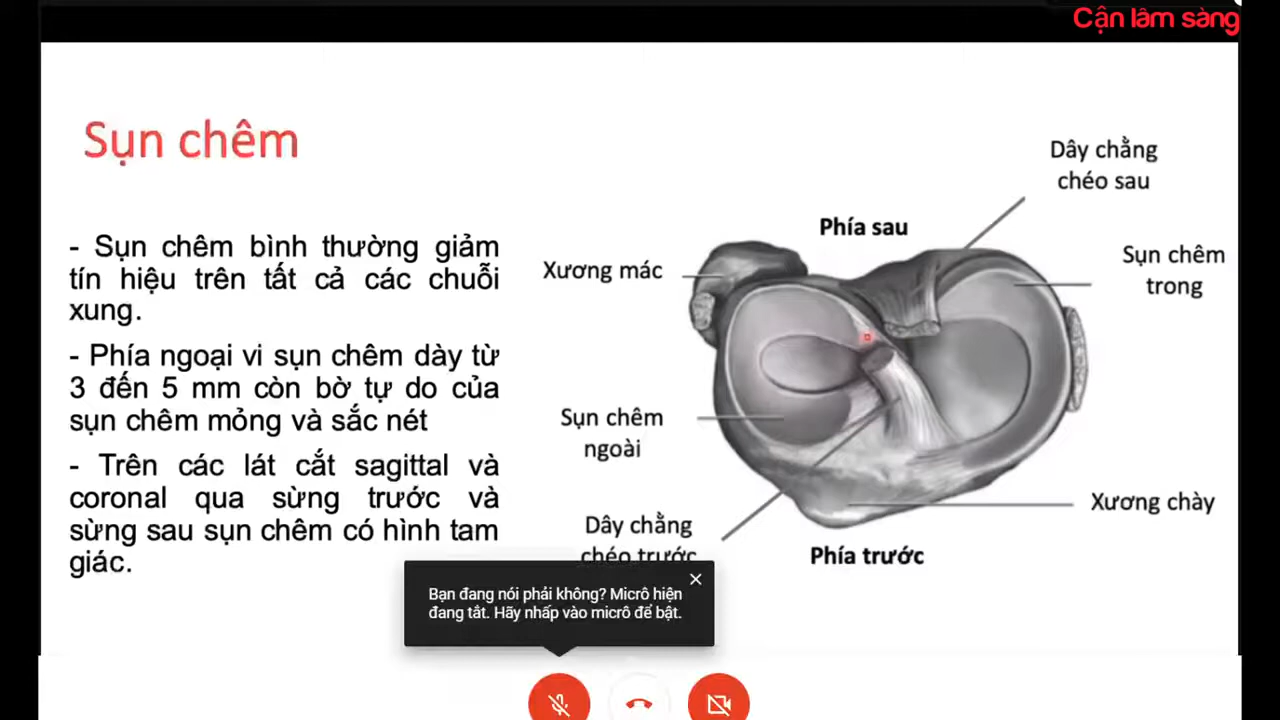 Cận lâm sàng
Sụn chêm
- Sụn chêm bình thường giảm
tín hiệu trên tất cả các chuỗi
xung.
- Phía ngoại vi sụn chêm dày từ
3 đến 5 mm còn bờ tự do của
sụn chêm mỏng và sắc nét
- Trên các lát cắt sagittal và
coronal qua sừng trước và
sừng sau sụn chêm có hình tam
giác.
Dây chằng
chéo sau
Phía sau
Xương mác
Sụn chêm
trong
Sụn chêm
ngoài
Xương chày
Dây chằng
chéo trước
Phía trước
Bạn đang nói phải không? Micrô hiện
đang tắt. Hãy nhấp vào micrô để bật.